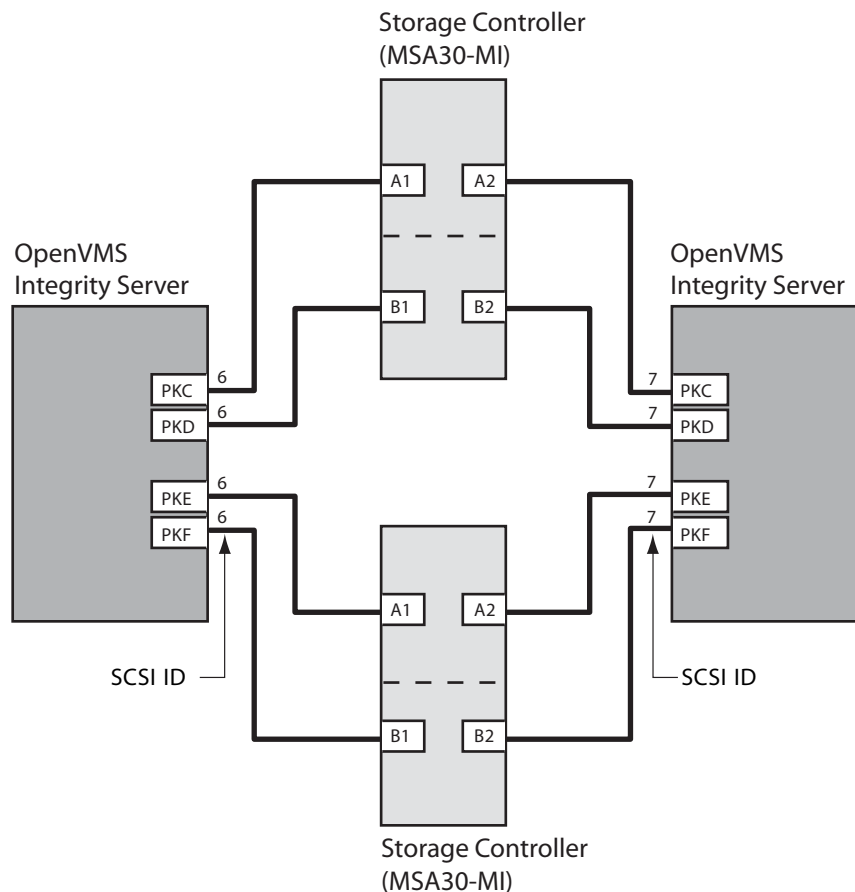 Storage Controller
(MSA30-MI)
A1
A2
OpenVMS
Integrity Server
OpenVMS
Integrity Server
B1
B2
6
PKC
7
PKC
6
PKD
7
PKD
6
PKE
7
PKE
6
PKF
7
PKF
A1
A2
SCSI ID
SCSI ID
B1
B2
Storage Controller
(MSA30-MI)